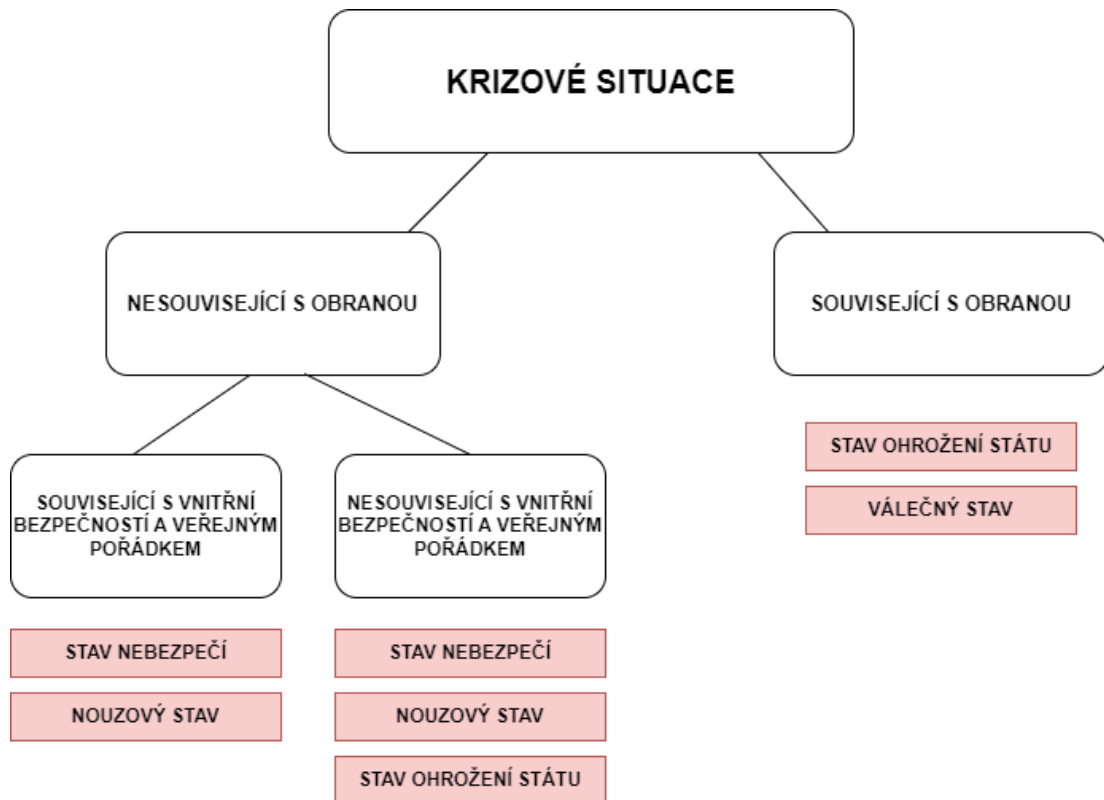 KRIZOVÉ SITUACE
NESOUVISEJÍCÍ S OBRANOU
SOUVISEJÍCÍ S OBRANOU
STAV OHROŽENÍ STÁTU
VÁLEČNÝ STAV
SOUVISEJÍCÍ S VNITŘNÍ
BEZPEČNOSTÍ A VEŘEJNÝM
POŘÁDKEM
NESOUVISEJÍCÍ S VNITŘNÍ
BEZPEČNOSTÍ A VEŘEJNÝM
POŘÁDKEM
STAV NEBEZPEČÍ
NOUZOVÝ STAV
STAV NEBEZPEČÍ
NOUZOVÝ STAV
STAV OHROŽENÍ STÁTU